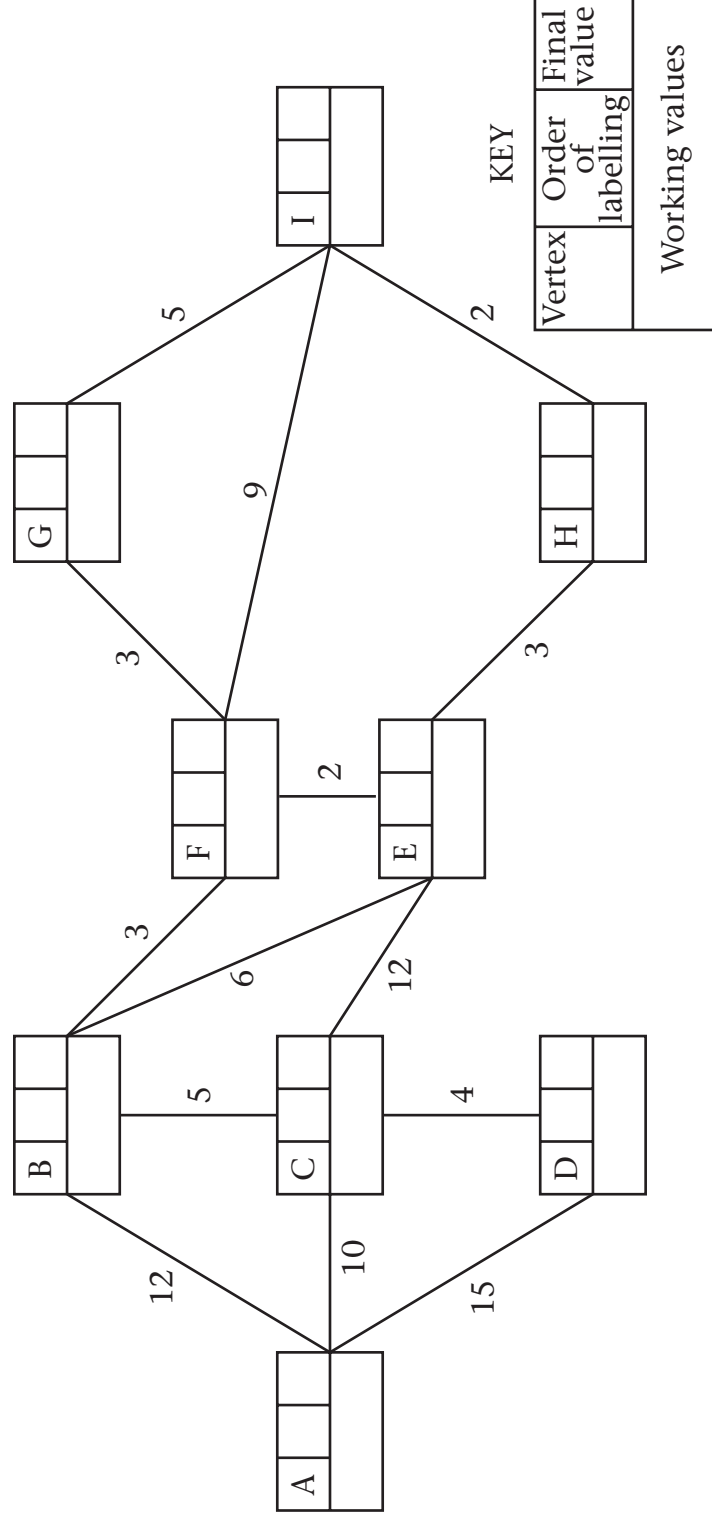 B G
12 3 3 5
5 F
6 9
A C I
10 2
12 E
15 4 3 2
KEY
D H
Vertex Order of labelling Final value
Working values